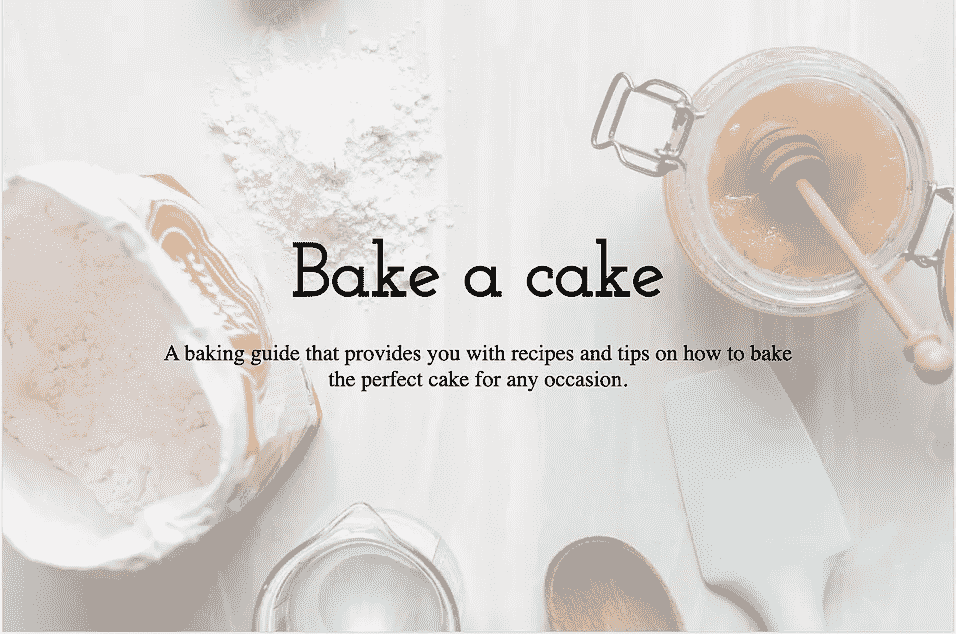 Bake a cake
A baking guide that provides you with recipes and tips on how to bake
the perfect cake for any occasion.